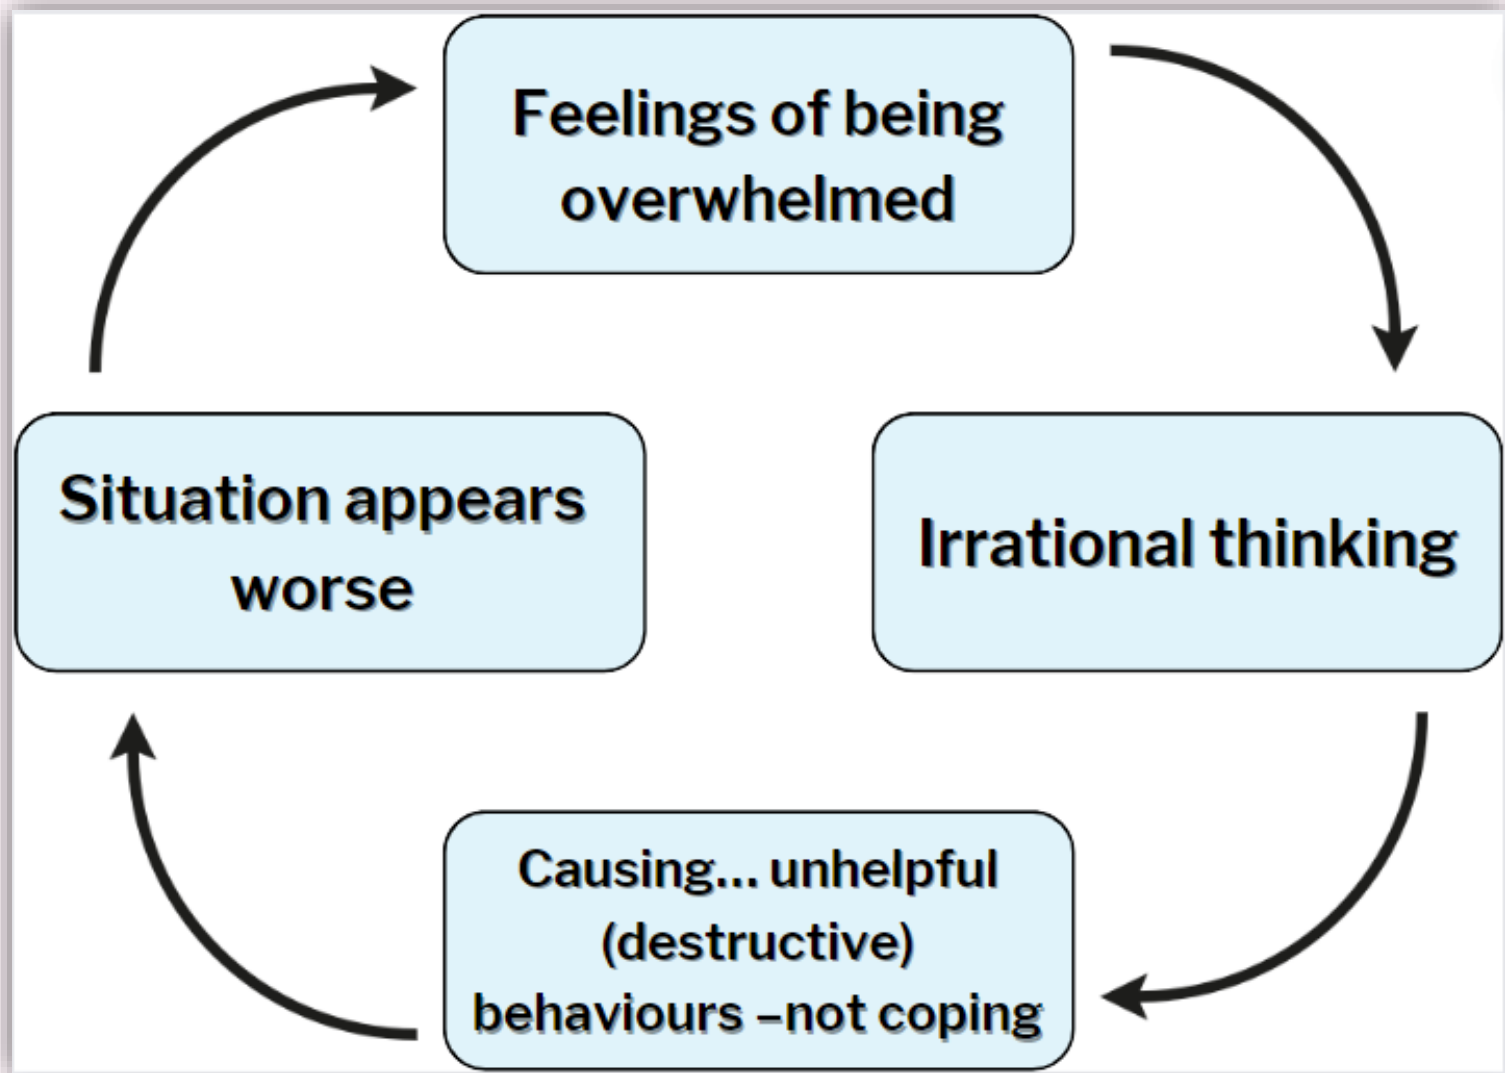 Feelings of being
overwhelmed
Situation appears
worse
Irrational thinking
Causing... unhelpful
(destructive)
behaviours –not coping